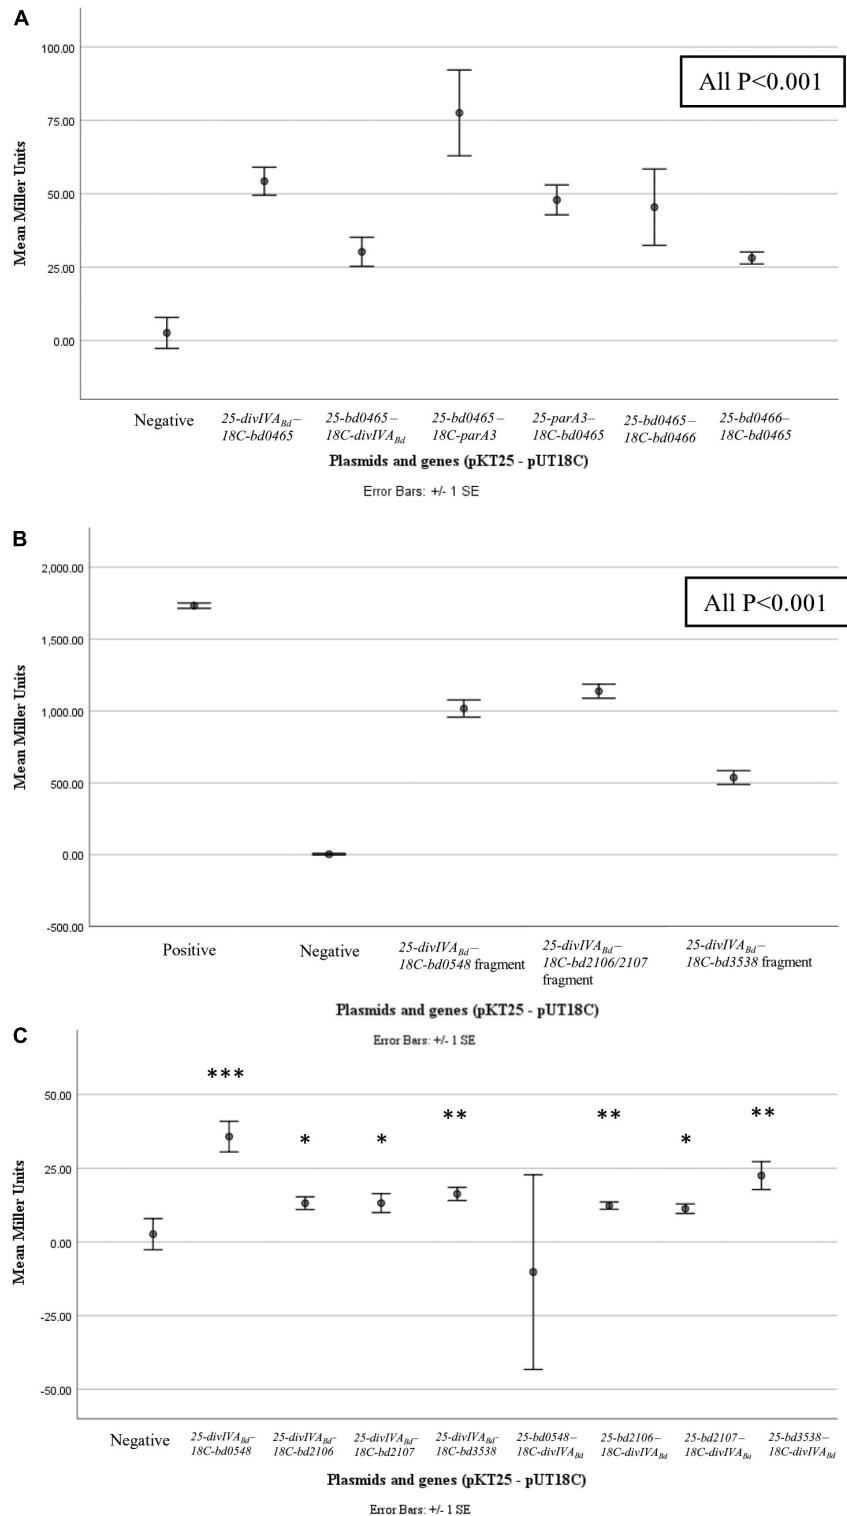 A
100.00
All P<0.001
75.00
50.00
25.00
0.00
Mean Miller Units
Negative
25-divIVABd–
18C-bd0465
25-bd0465–
18C-divIVABd
25-bd0465–
18C-parA3
25-parA3–
18C-bd0465
25-bd0465–
18C-bd0466
25-bd0466–
18C-bd0465
Plasmids and genes (pKT25 - pUT18C)
Error Bars: +/- 1 SE
B
2,000.00
All P<0.001
1,500.00
1,000.00
500.00
0.00
-500.00
Mean Miller Units
Positive
Negative
25-divIVABd–
18C-bd0548 fragment
25-divIVABd–
18C-bd2106/2107
fragment
25-divIVABd–
18C-bd3538 fragment
Plasmids and genes (pKT25 - pUT18C)
Error Bars: +/- 1 SE
C
***
*
*
**
**
*
**
50.00
25.00
0.00
-25.00
-50.00
Mean Miller Units
Negative
25-divIVABd–
18C-bd0548
25-divIVABd–
18C-bd2106
25-divIVABd–
18C-bd2107
25-divIVABd–
18C-bd3538
25-bd0548–
18C-divIVABd
25-bd2106–
18C-divIVABd
25-bd2107–
18C-divIVABd
25-bd3538–
18C-divIVABd
Plasmids and genes (pKT25 - pUT18C)
Error Bars: +/- 1 SE